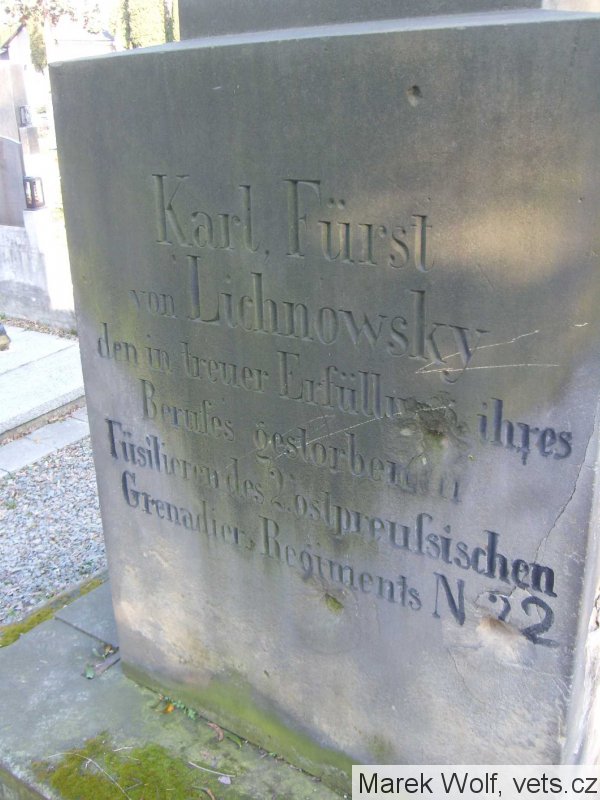 Karl, Fürst
von Lichnowsky
den in treuer Erfüllung ihres
Berufes gestorbenen
Füsilieren des 2. ostpreuſsischen
Grenadier-Regiments N
Marek Wolf, vets.cz